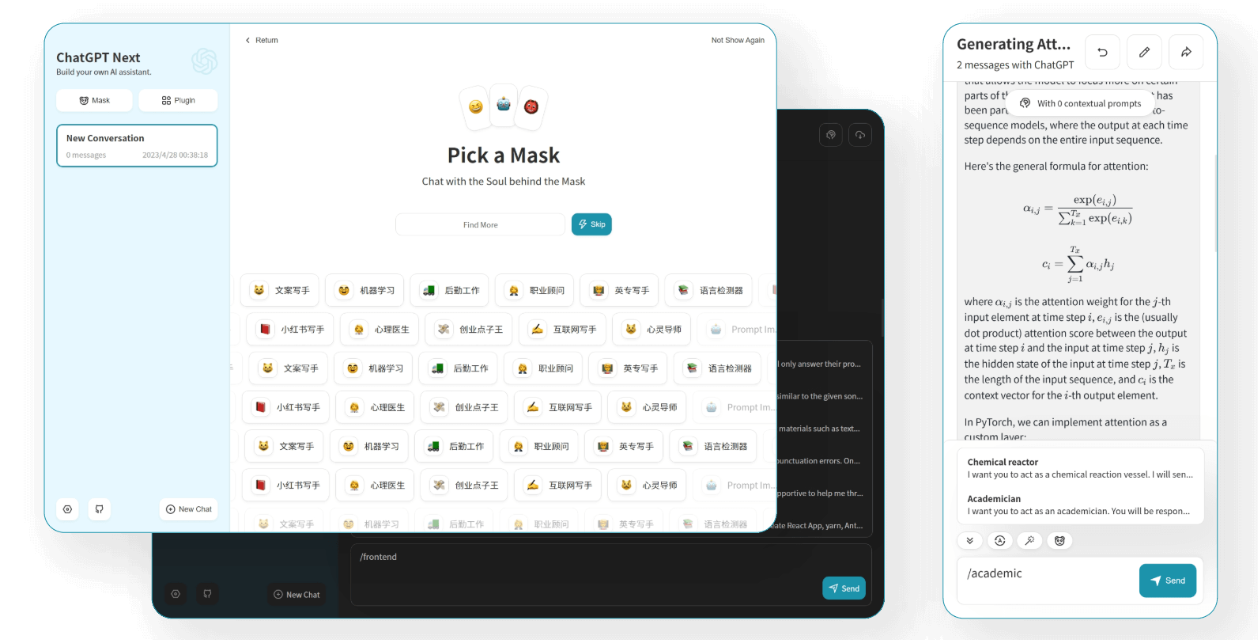 ChatGPT Next
Build your own AI assistant.
Mask
Plugin
New Conversation
0 messages
2023/4/28 00:38:18
New Chat
Return
Not Show Again
Pick a Mask
Chat with the Soul behind the Mask
Find More
Skip
文案写手 机器学习 后勤工作 职业顾问 英专写手 语言检测器
小红书写手 心理医生 创业点子王 互联网写手 心灵导师 Prompt Im...
文案写手 机器学习 后勤工作 职业顾问 英专写手 语言检测器
小红书写手 心理医生 创业点子王 互联网写手 心灵导师 Prompt Im...
文案写手 机器学习 后勤工作 职业顾问 英专写手 语言检测器
小红书写手 心理医生 创业点子王 互联网写手 心灵导师 Prompt Im...
文案写手 机器学习 后勤工作 职业顾问 英专写手 语言检测器
only answer their pro...
similar to the given son...
materials such as text...
punctuation errors. On...
pportive to help me thr...
eate React App, yarn, Ant...
/frontend
Send
New Chat
Generating Att...
2 messages with ChatGPT
that allows the model to focus more on certain
parts of
has
With 0 contextual prompts
been
to-
sequence models, where the output at each time
step depends on the entire input sequence.
Here's the general formula for attention:
α_{i,j} = exp(e_{i,j}) / ∑_{k=1}^{T_x} exp(e_{i,k})
c_i = ∑_{j=1}^{T_x} α_{i,j} h_j
where α_{i,j} is the attention weight for the j-th
input element at time step i, e_{i,j} is the (usually
dot product) attention score between the output
at time step i and the input at time step j, h_j is
the hidden state of the input at time step j, T_x is
the length of the input sequence, and c_i is the
context vector for the i-th output element.
In PyTorch, we can implement attention as a
custom layer:
Chemical reactor
I want you to act as a chemical reaction vessel. I will sen...
Academician
I want you to act as an academician. You will be respon...
/academic
Send